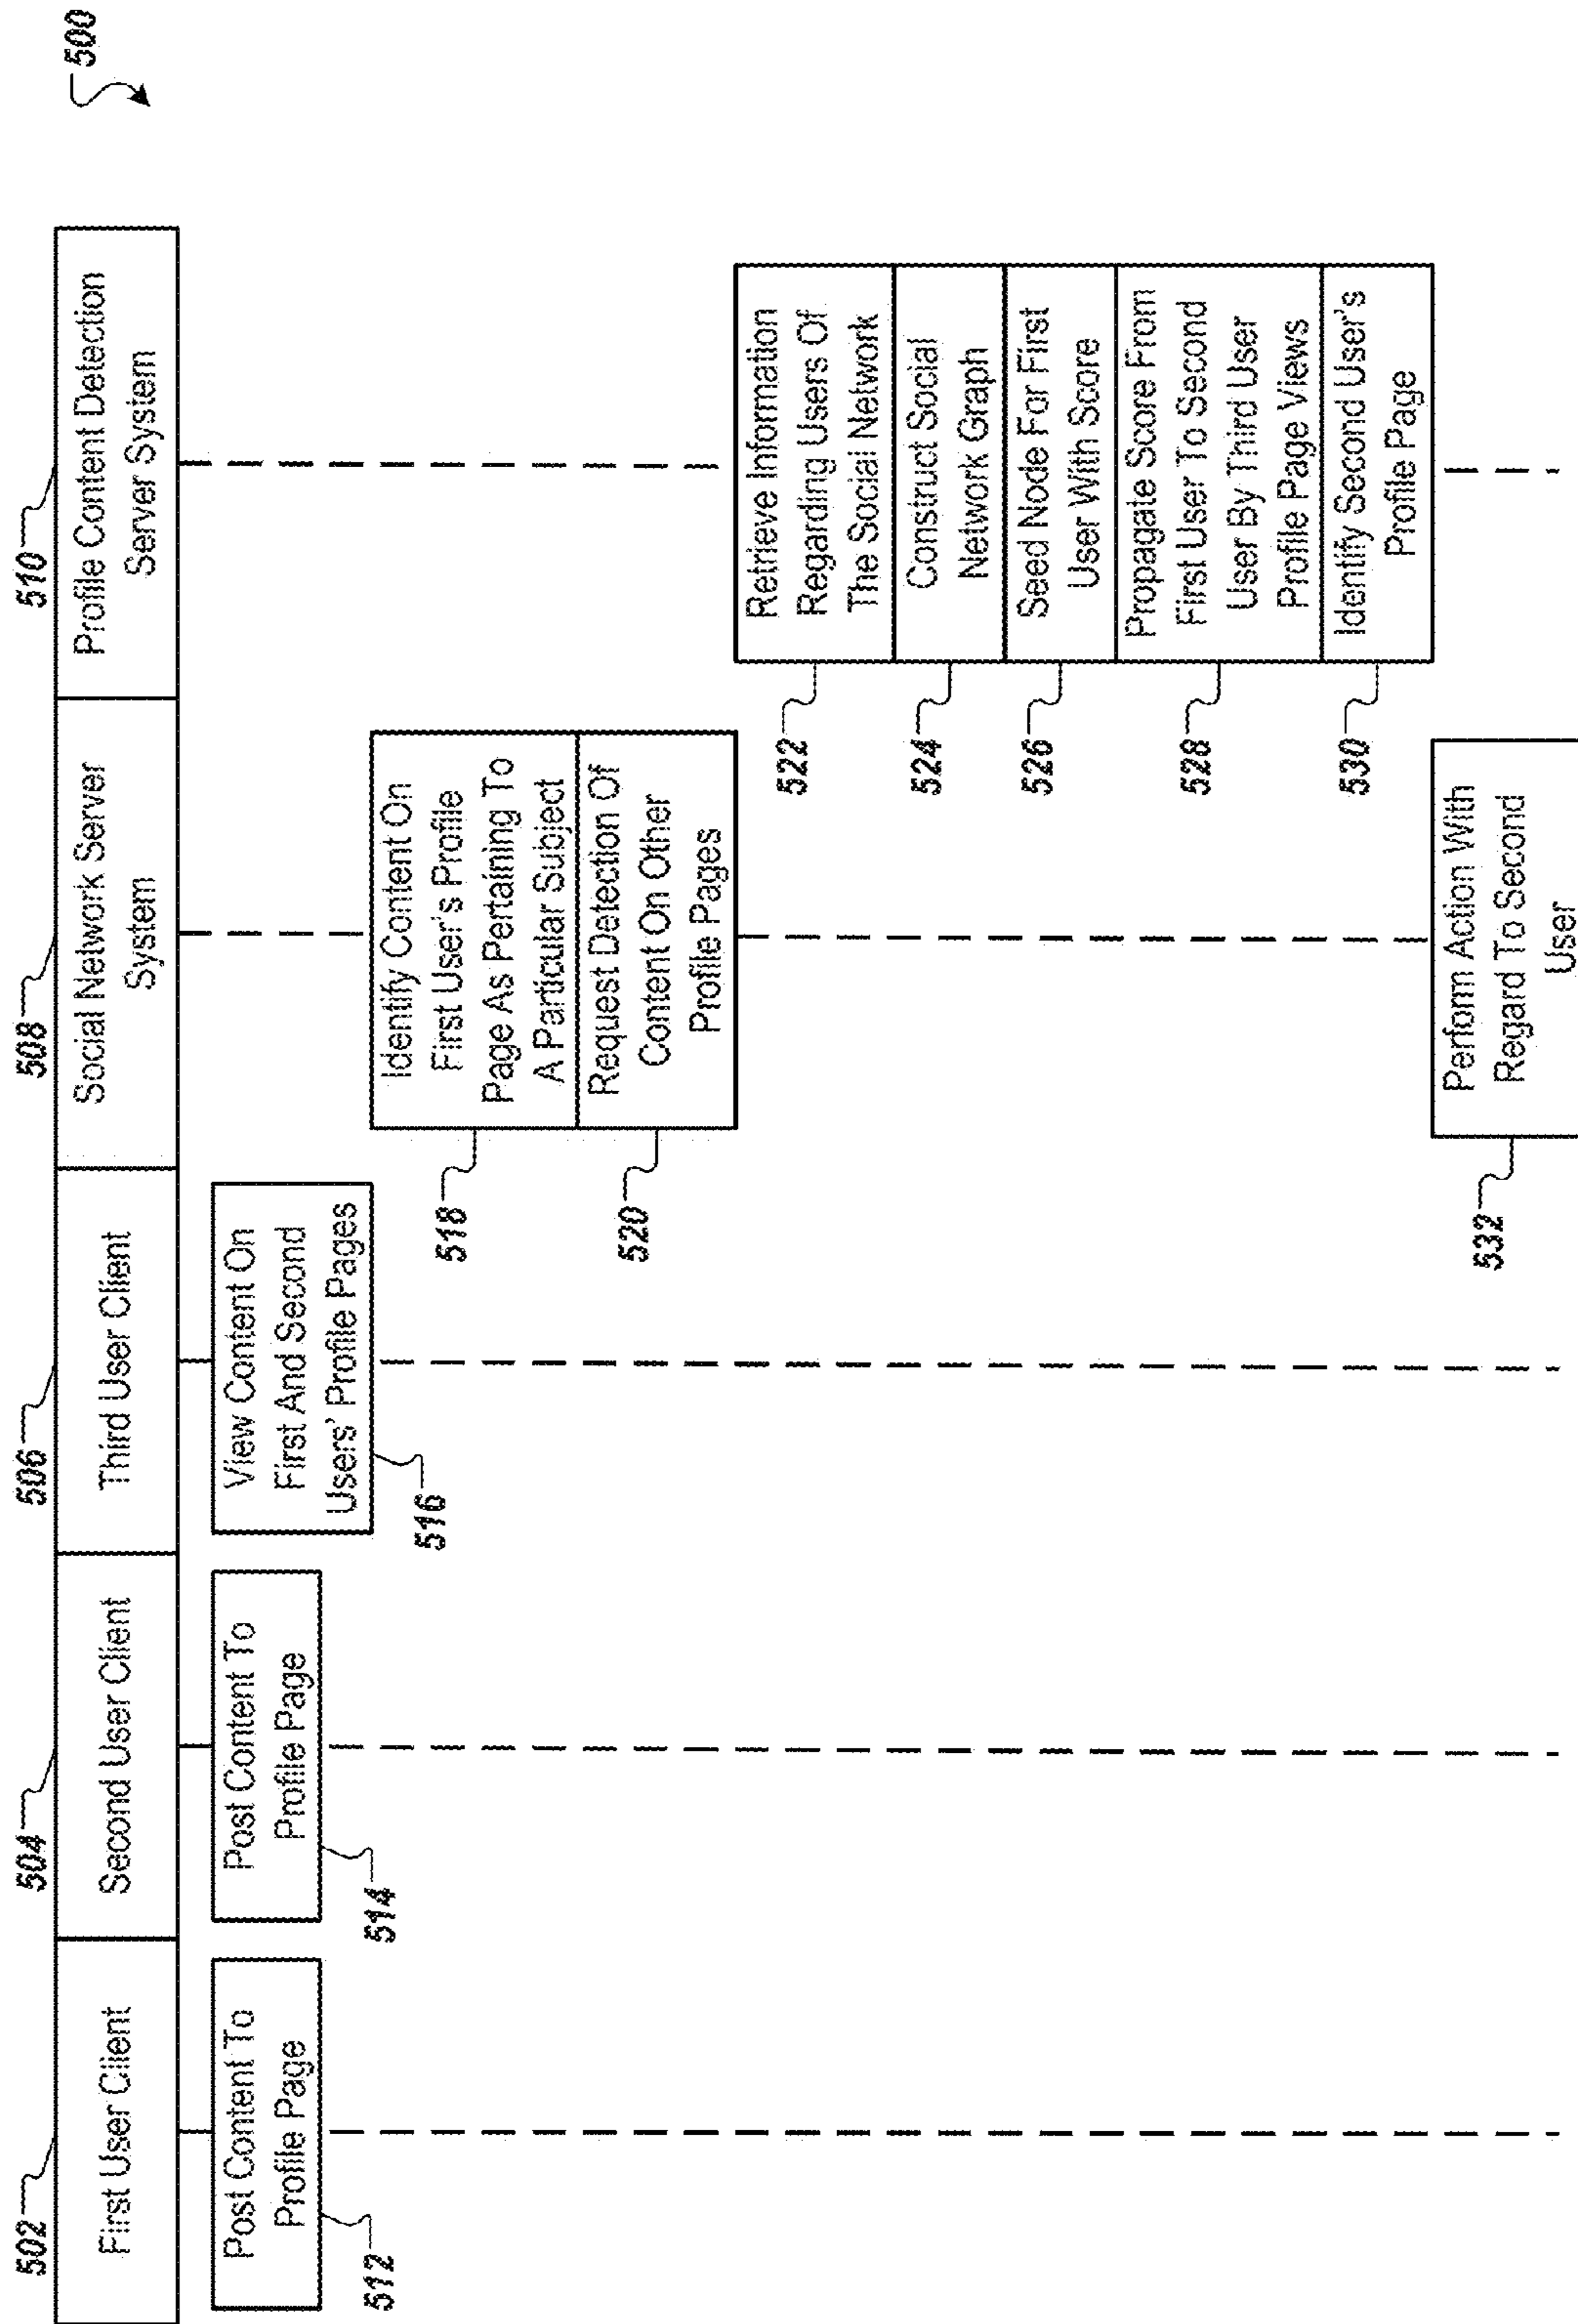 500
502
504
506
508
510
First User Client
Second User Client
Third User Client
Social Network Server
System
Profile Content Detection
Server System
Post Content To
Profile Page
512
Post Content To
Profile Page
514
View Content On
First And Second
Users' Profile Pages
516
Identify Content On
First User's Profile
Page As Pertaining To
A Particular Subject
518
Request Detection Of
Content On Other
Profile Pages
520
Retrieve Information
Regarding Users Of
The Social Network
522
Construct Social
Network Graph
524
Seed Node For First
User With Score
526
Propagate Score From
First User To Second
User By Third User
Profile Page Views
528
Identify Second User's
Profile Page
530
Perform Action With
Regard To Second
User
532